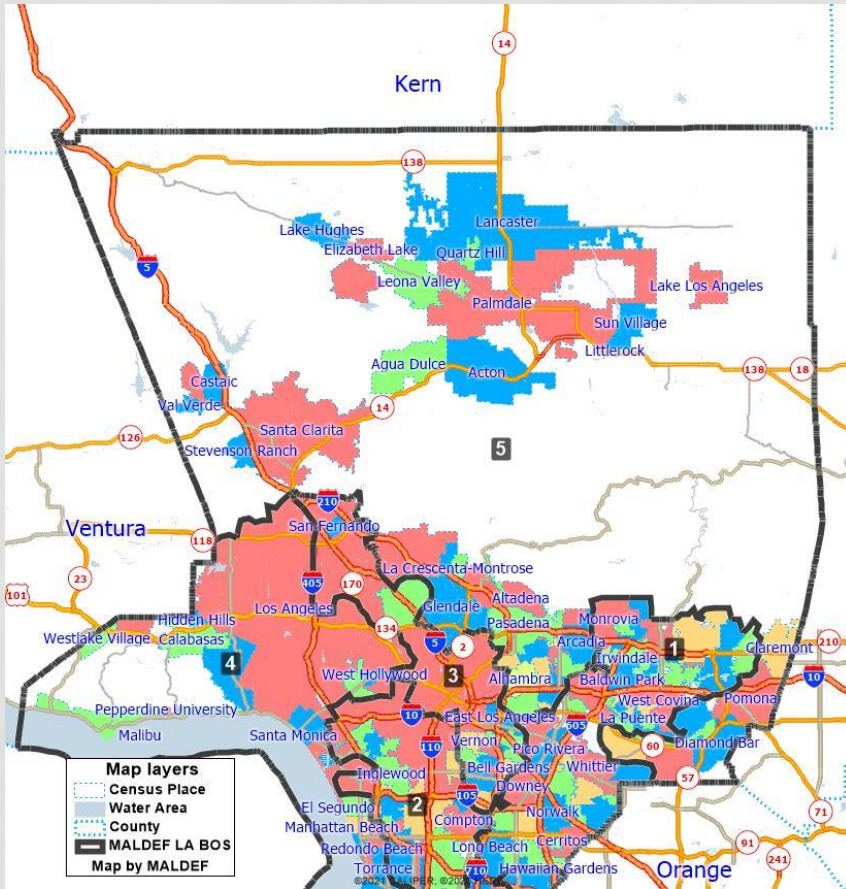 14
Kern
138
Lancaster
Lake Hughes
Elizabeth Lake
Quartz Hill
5
Leona Valley
Lake Los Angeles
Palmdale
Sun Village
Littlerock
Agua Dulce
Acton
138
18
Castaic
Val Verde
14
126
Santa Clarita
Stevenson Ranch
5
210
San Fernando
Ventura
118
La Crescenta-Montrose
23
405
170
101
Los Angeles
Glendale
Altadena
Hidden Hills
134
Pasadena
Monrovia
Westlake Village
Calabasas
5
2
Arcadia
1
Claremont
210
4
Irwindale
West Hollywood
3
Alhambra
Baldwin Park
10
West Covina
Pomona
Pepperdine University
10
East Los Angeles
La Puente
Malibu
Santa Monica
110
Vernon
605
60
Diamond Bar
Pico Rivera
Inglewood
Bell Gardens
Whittier
57
Downey
105
El Segundo
2
Compton
Norwalk
71
Manhattan Beach
Redondo Beach
Long Beach
Cerritos
91
241
Torrance
710
Hawaiian Gardens
Orange
Map layers
Census Place
Water Area
County
MALDEF LA BOS
Map by MALDEF